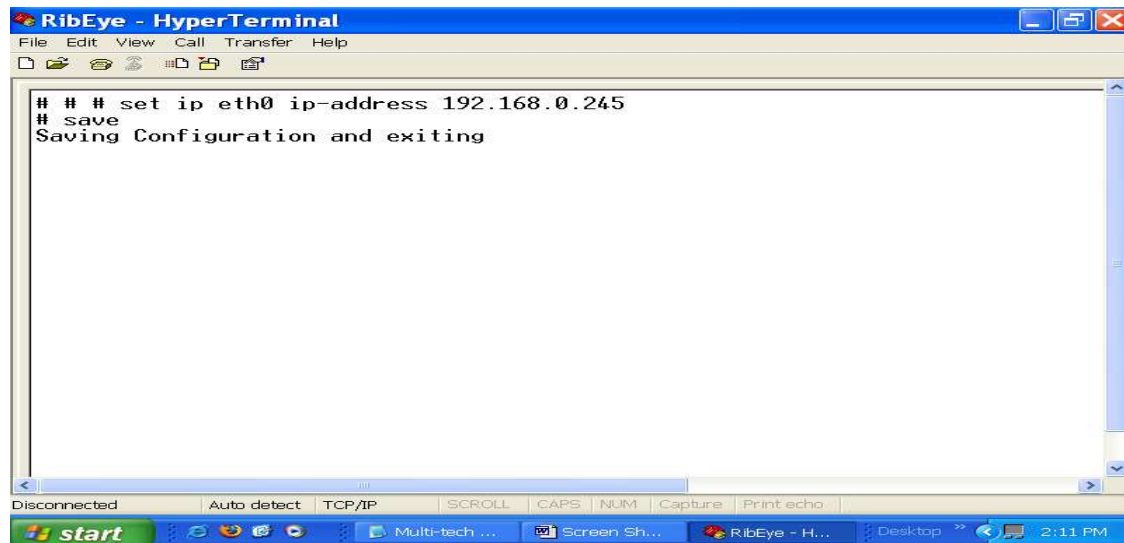 RibEye - HyperTerminal
File Edit View Call Transfer Help
# # # set ip eth0 ip-address 192.168.0.245
# save
Saving Configuration and exiting
Disconnected Auto detect TCP/IP SCROLL CAPS NUM Capture Print echo
start Multi-tech ... Screen Sh... RibEye - H... Desktop » 2:11 PM